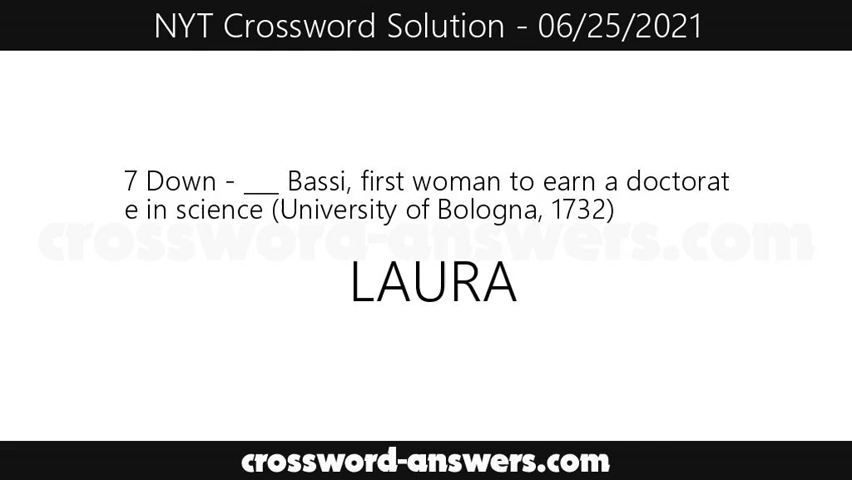 NYT Crossword Solution - 06/25/2021
7 Down - ___ Bassi, first woman to earn a doctorat
e in science (University of Bologna, 1732)
crossword-answers.com
LAURA
crossword-answers.com